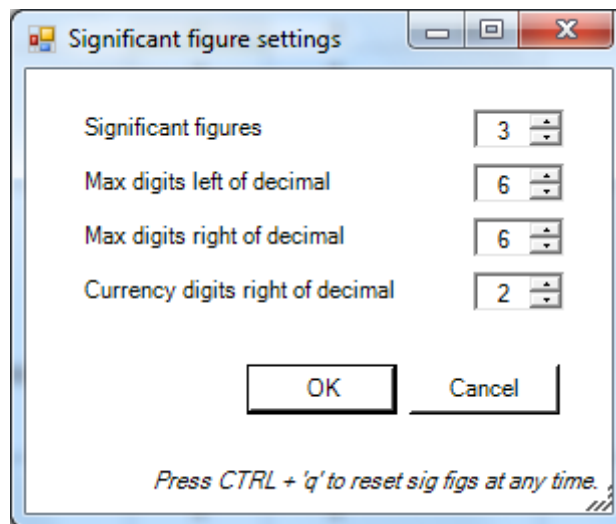 Significant figure settings
Significant figures 3
Max digits left of decimal 6
Max digits right of decimal 6
Currency digits right of decimal 2
OK Cancel
Press CTRL + 'q' to reset sig figs at any time.